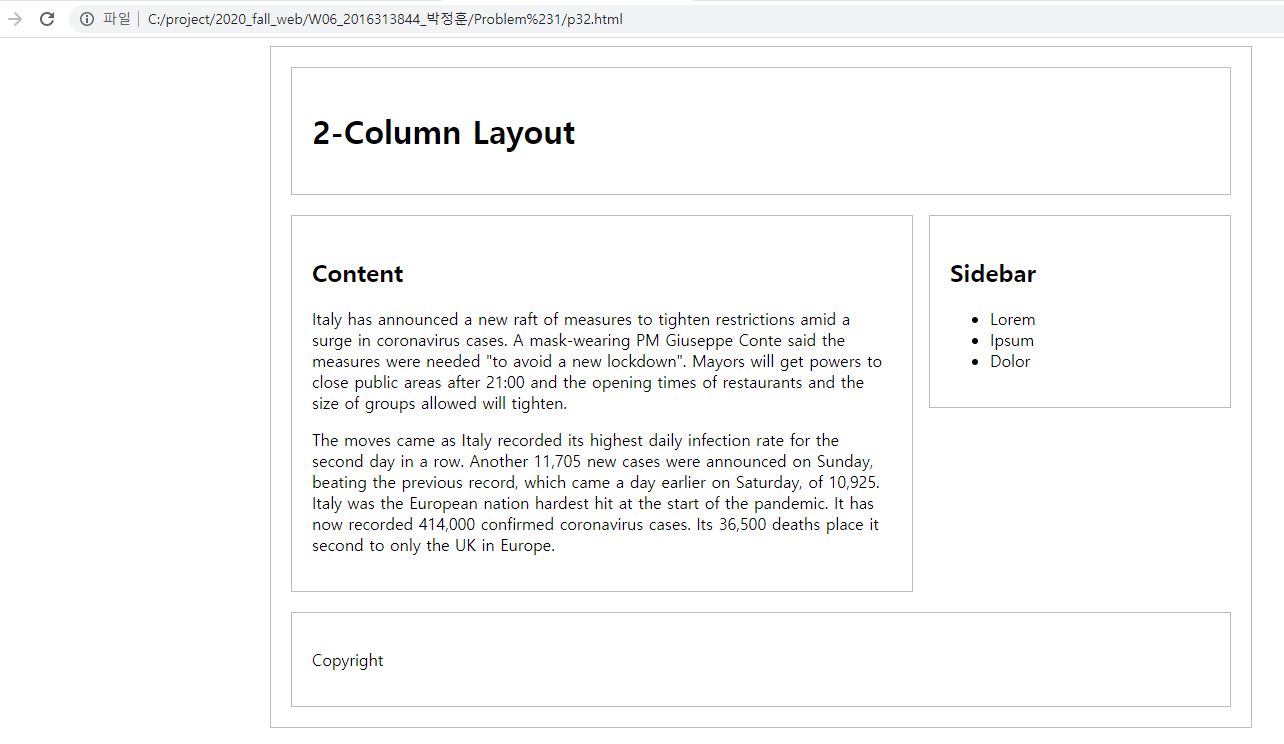 파일 C:/project/2020_fall_web/W06_2016313844_박정훈/Problem%231/p32.html
2-Column Layout
Content
Italy has announced a new raft of measures to tighten restrictions amid a
surge in coronavirus cases. A mask-wearing PM Giuseppe Conte said the
measures were needed "to avoid a new lockdown". Mayors will get powers to
close public areas after 21:00 and the opening times of restaurants and the
size of groups allowed will tighten.
The moves came as Italy recorded its highest daily infection rate for the
second day in a row. Another 11,705 new cases were announced on Sunday,
beating the previous record, which came a day earlier on Saturday, of 10,925.
Italy was the European nation hardest hit at the start of the pandemic. It has
now recorded 414,000 confirmed coronavirus cases. Its 36,500 deaths place it
second to only the UK in Europe.
Sidebar
Lorem
Ipsum
Dolor
Copyright